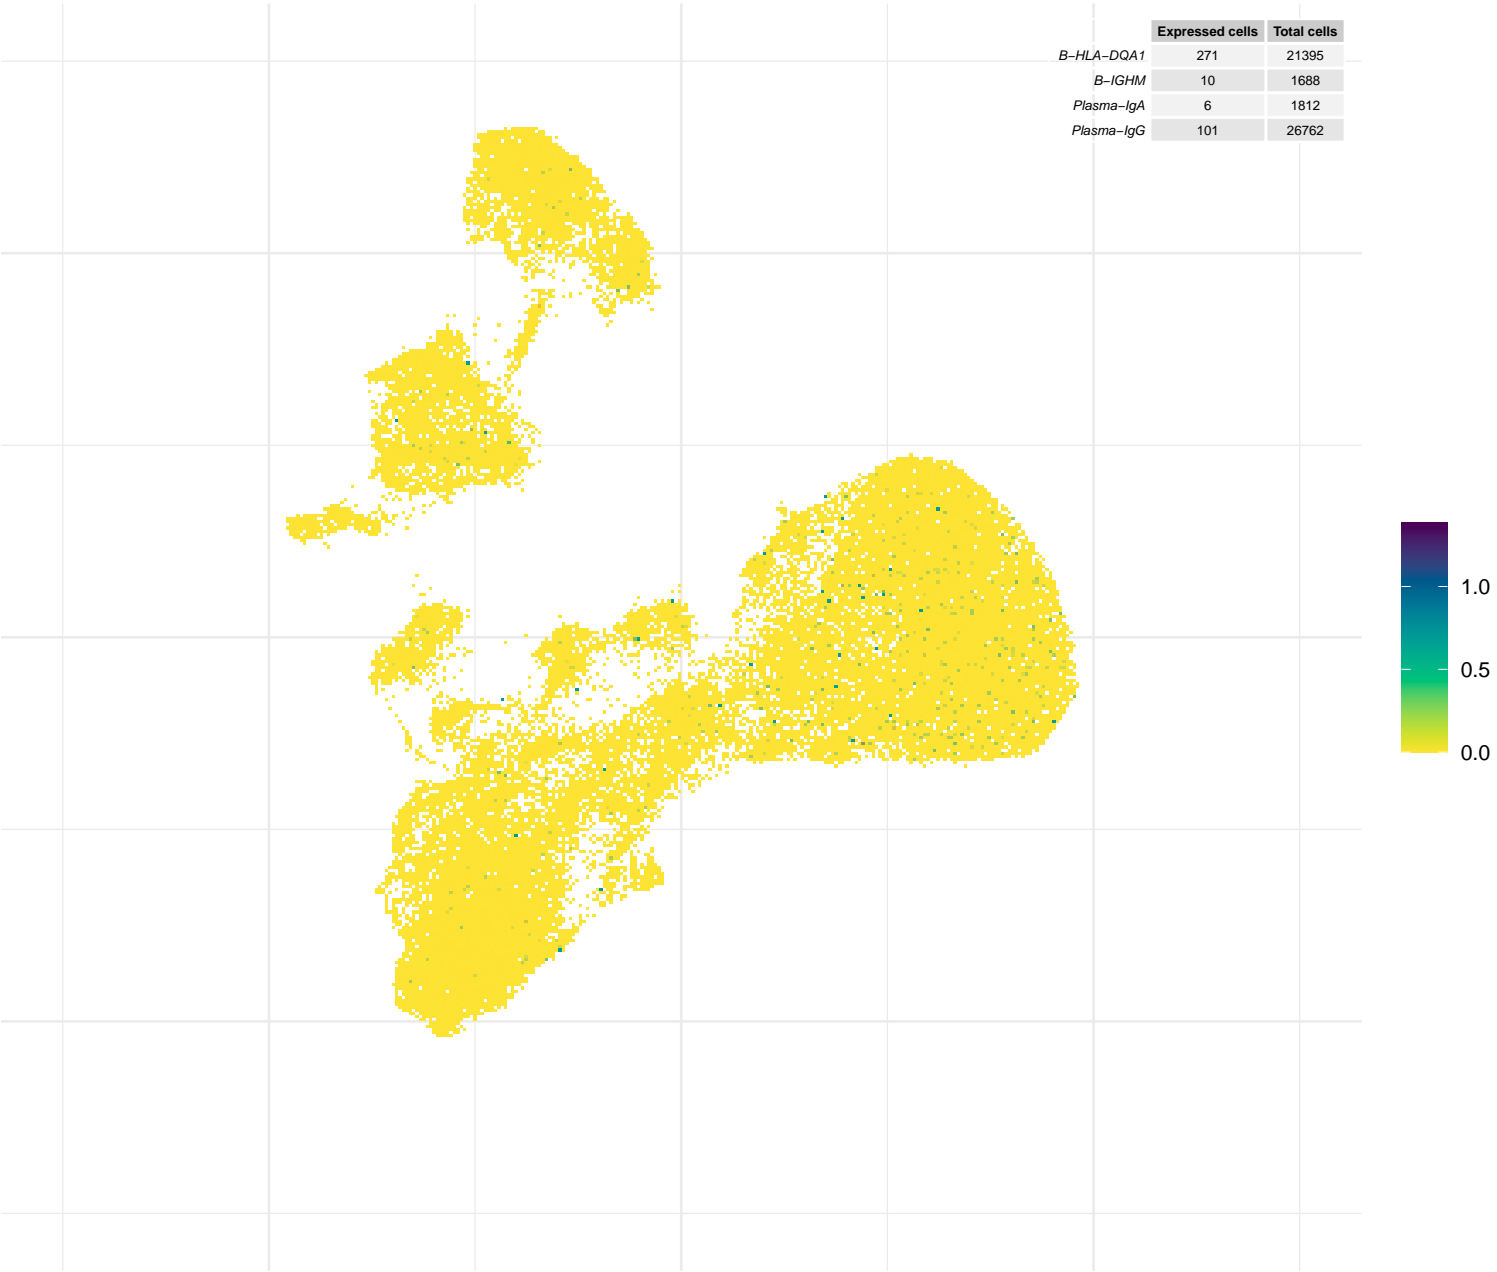 Expressed cells Total cells
B−HLA−DQA1 271 21395
B−IGHM 10 1688
Plasma−IgA 6 1812
Plasma−IgG 101 26762
1.0
0.5
0.0